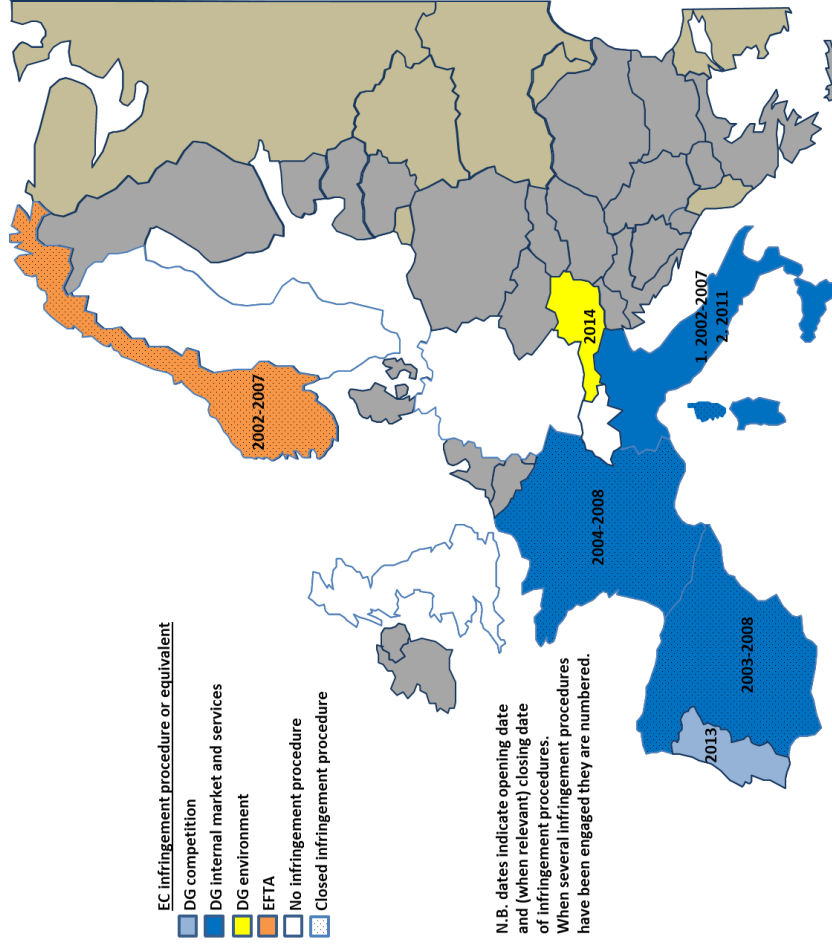 EC infringement procedure or equivalent
DG competition
DG internal market and services
DG environment
EFTA
No infringement procedure
Closed infringement procedure
N.B. dates indicate opening date
and (when relevant) closing date
of infringement procedures.
When several infringement procedures
have been engaged they are numbered.
2002-2007
2014
1. 2002-2007
2. 2011
2004-2008
2003-2008
2013